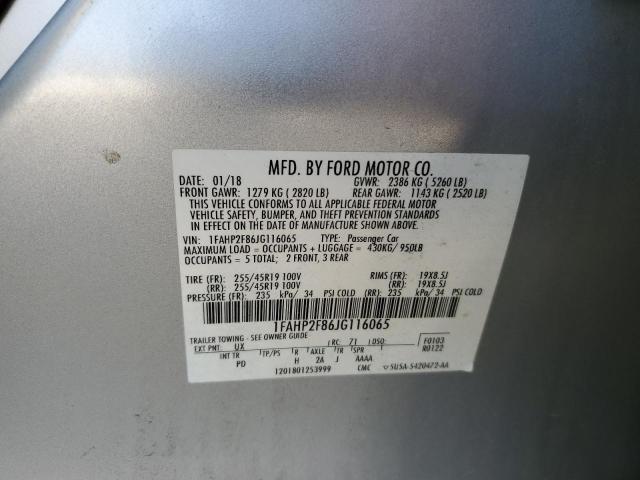 MFD. BY FORD MOTOR CO.
DATE: 01/18 GVWR: 2386 KG ( 5260 LB)
FRONT GAWR: 1279 KG ( 2820 LB) REAR GAWR: 1143 KG ( 2520 LB)
THIS VEHICLE CONFORMS TO ALL APPLICABLE FEDERAL MOTOR
VEHICLE SAFETY, BUMPER, AND THEFT PREVENTION STANDARDS
IN EFFECT ON THE DATE OF MANUFACTURE SHOWN ABOVE.
VIN: 1FAHP2F86JG116065 TYPE: Passenger Car
MAXIMUM LOAD = OCCUPANTS + LUGGAGE = 430KG/ 950LB
OCCUPANTS = 5 TOTAL; 2 FRONT, 3 REAR
TIRE (FR): 255/45R19 100V RIMS (FR): 19X8.5J
(RR): 255/45R19 100V (RR): 19X8.5J
PRESSURE (FR): 235 kPa/ 34 PSI COLD (RR): 235 kPa/ 34 PSI COLD
1FAHP2F86JG116065
TRAILER TOWING - SEE OWNER GUIDE
EXT PNT: UX RC: 71 DSO: F0103
INT TR TP/PS R AXLE TR SPR R0122
PD H 2A J AAAA
1201801253999 CMC 5U5A-5420472-AA